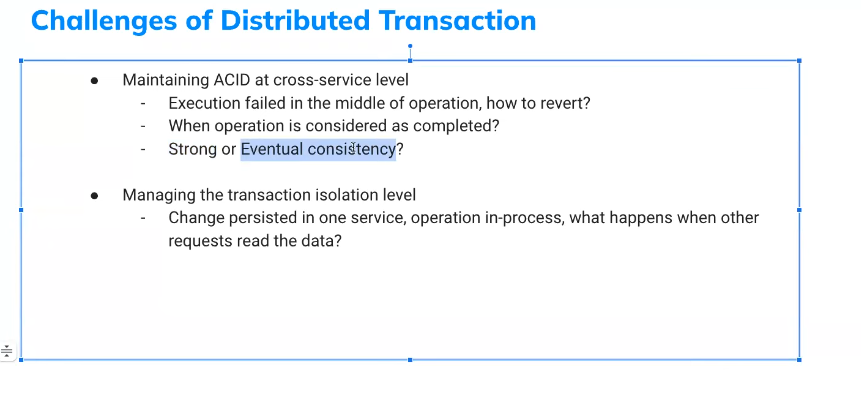 Challenges of Distributed Transaction
● Maintaining ACID at cross-service level
- Execution failed in the middle of operation, how to revert?
- When operation is considered as completed?
- Strong or Eventual consistency?
● Managing the transaction isolation level
- Change persisted in one service, operation in-process, what happens when other
requests read the data?